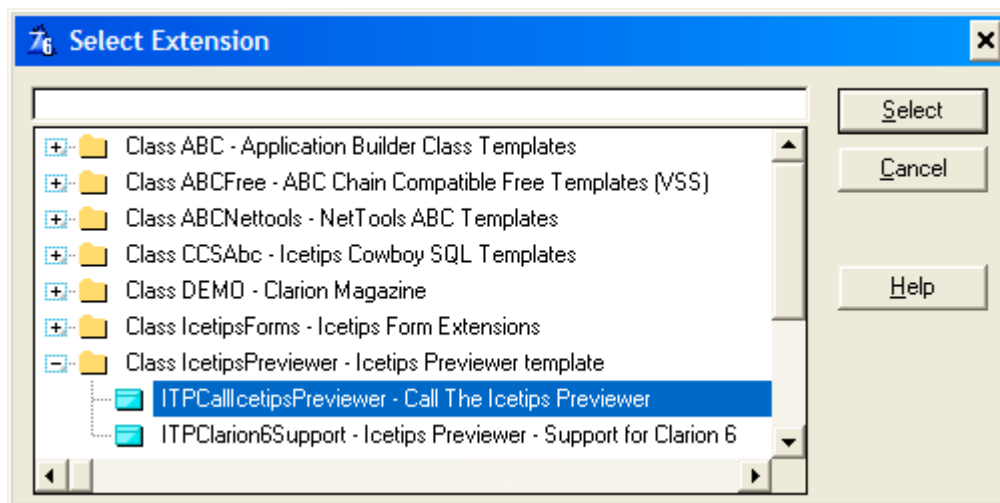 Select Extension
Select
Class ABC - Application Builder Class Templates
Class ABCFree - ABC Chain Compatible Free Templates (VSS)
Cancel
Class ABCNettools - NetTools ABC Templates
Class CCSAbc - Icetips Cowboy SQL Templates
Class DEMO - Clarion Magazine
Help
Class IcetipsForms - Icetips Form Extensions
Class IcetipsPreviewer - Icetips Previewer template
ITPCallIcetipsPreviewer - Call The Icetips Previewer
ITPClarion6Support - Icetips Previewer - Support for Clarion 6